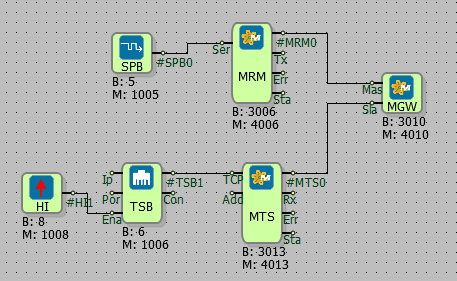 SPB
#SPB0
B: 5
M: 1005
Ser
#MRM0
Tx
Err
Sta
MRM
B: 3006
M: 4006
Mas
Sla
MGW
B: 3010
M: 4010
HI
#HI1
B: 8
M: 1008
Ip
Por
Ena
#TSB1
Con
TSB
B: 6
M: 1006
TCP
Add
#MTS0
Rx
Err
Sta
MTS
B: 3013
M: 4013